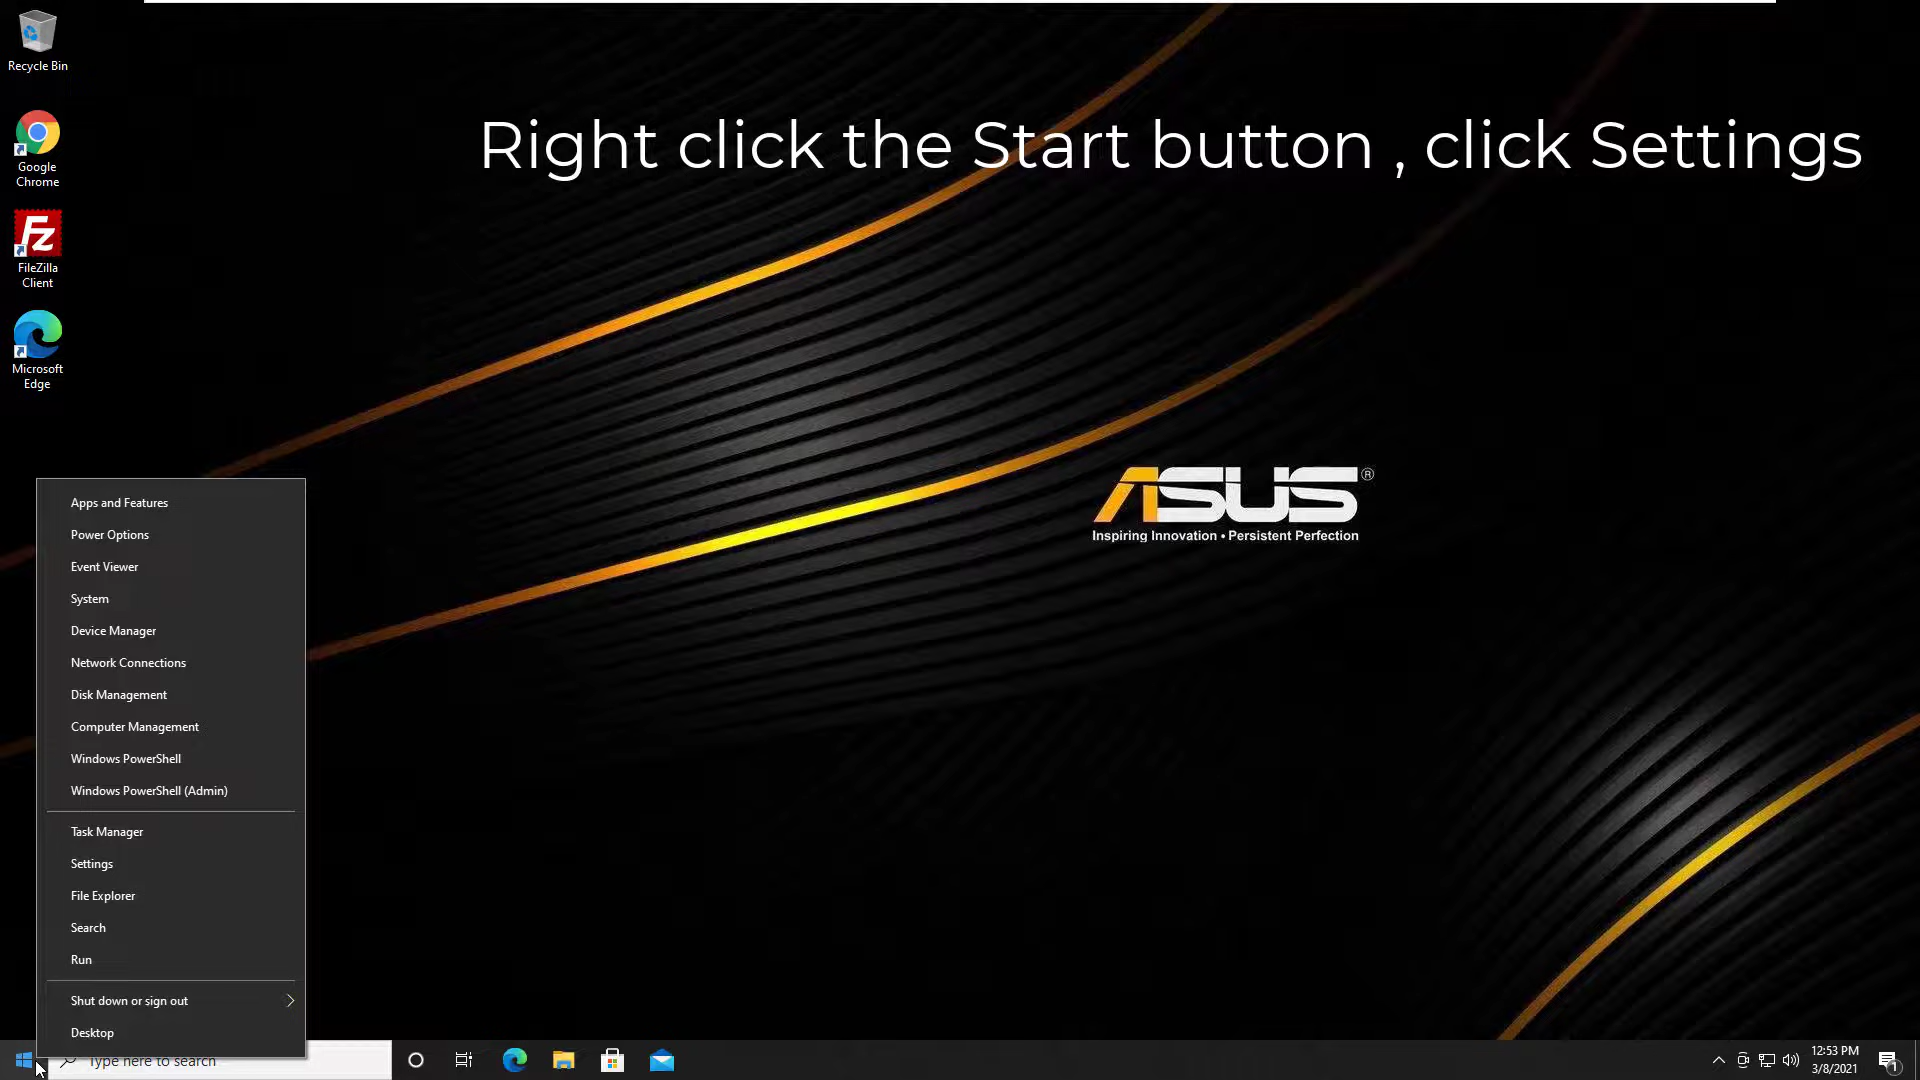 Recycle Bin
Google
Chrome
FileZilla
Client
Microsoft
Edge
Right click the Start button , click Settings
ASUS®
Inspiring Innovation • Persistent Perfection
Apps and Features
Power Options
Event Viewer
System
Device Manager
Network Connections
Disk Management
Computer Management
Windows PowerShell
Windows PowerShell (Admin)
Task Manager
Settings
File Explorer
Search
Run
Shut down or sign out
Desktop
Type here to search
12:53 PM
3/8/2021
1